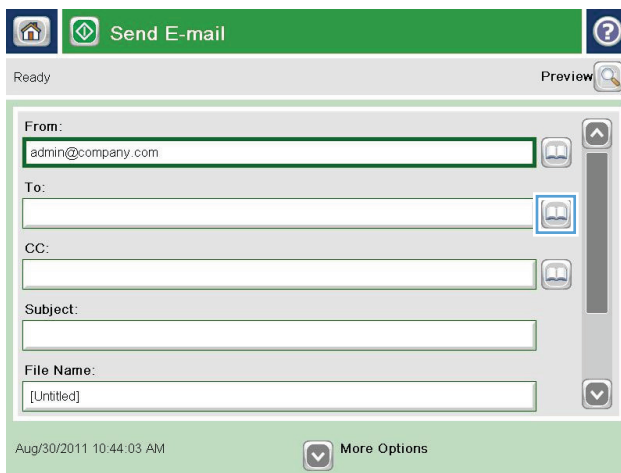 Send E-mail
Ready Preview
From:
admin@company.com
To:
CC:
Subject:
File Name:
[Untitled]
Aug/30/2011 10:44:03 AM More Options